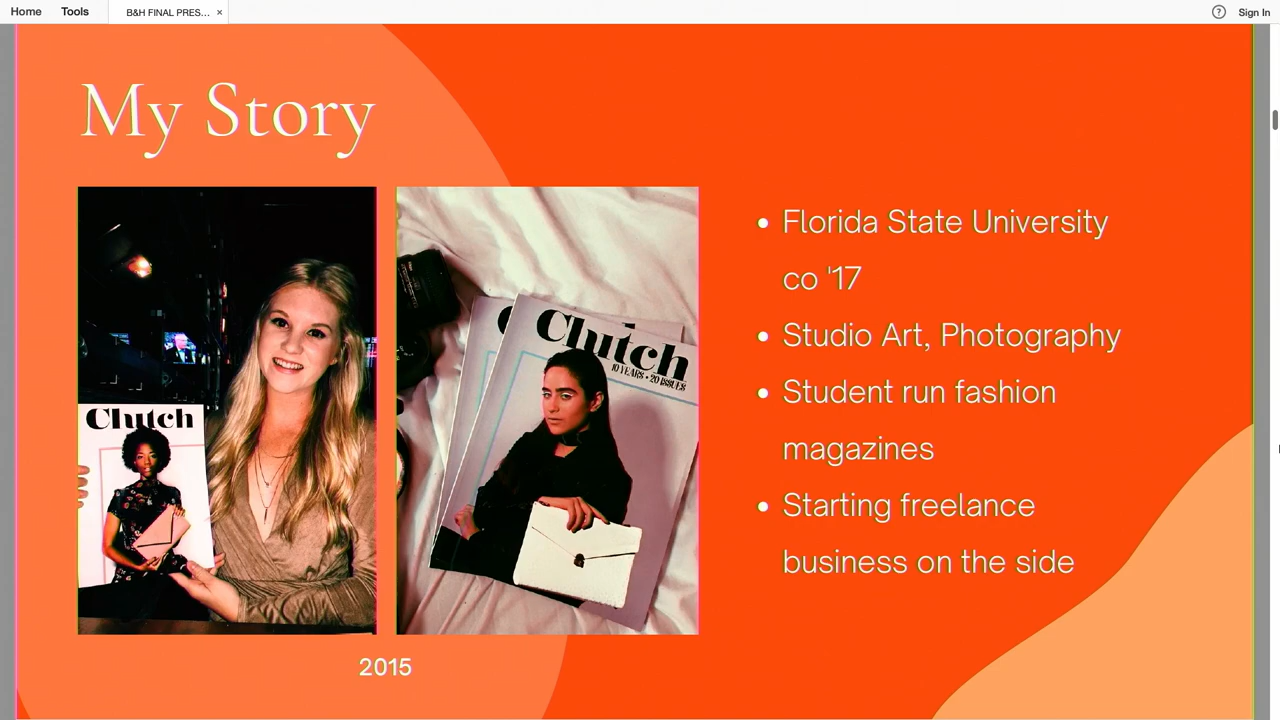 Home
Tools
B&H FINAL PRES...
×
?
Sign In
My Story
Clutch
Clutch
10 YEARS • 20 ISSUES
• Florida State University
co '17
• Studio Art, Photography
• Student run fashion
magazines
• Starting freelance
business on the side
2015